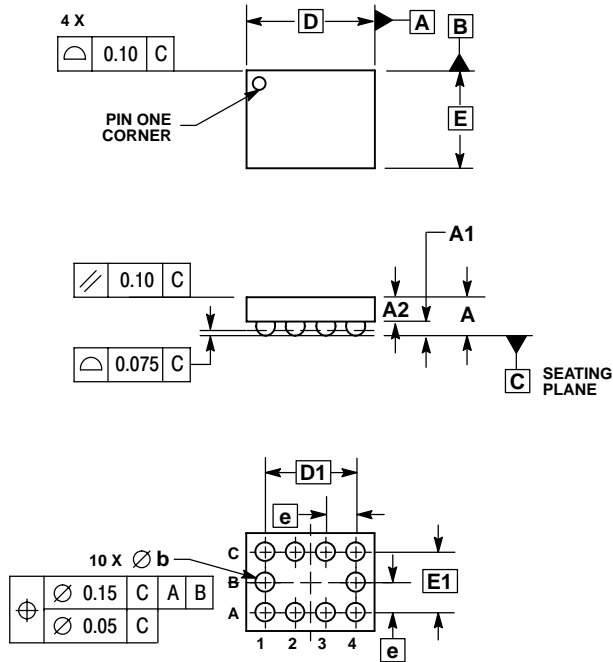 4 X
⌓ 0.10 C
D
A
B
PIN ONE
CORNER
E
A1
⫽ 0.10 C
A2
A
⌓ 0.075 C
C
SEATING
PLANE
D1
e
10 X ∅ b
C
B
A
E1
⌖ ∅ 0.15 C A B
∅ 0.05 C
1 2 3 4
e